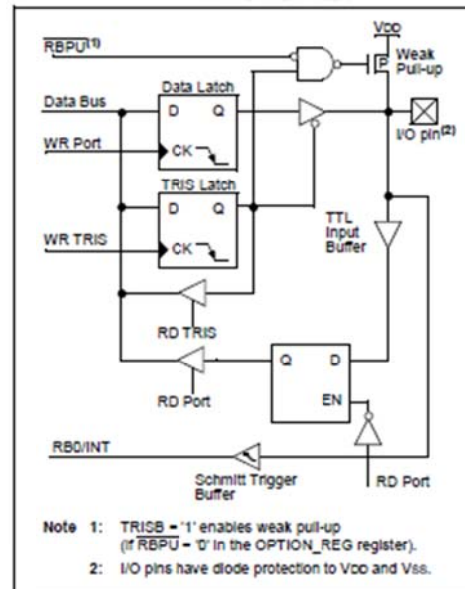 VDD
RBPU(1)
P
Weak
Pull-up
Data Latch
Data Bus
D Q
I/O pin(2)
WR Port
CK
TRIS Latch
D Q
TTL
Input
Buffer
WR TRIS
CK
RD TRIS
Q D
RD Port
EN
RB0/INT
Schmitt Trigger
Buffer
RD Port
Note 1: TRISB = '1' enables weak pull-up
(if RBPU = '0' in the OPTION_REG register).
2: I/O pins have diode protection to VDD and VSS.